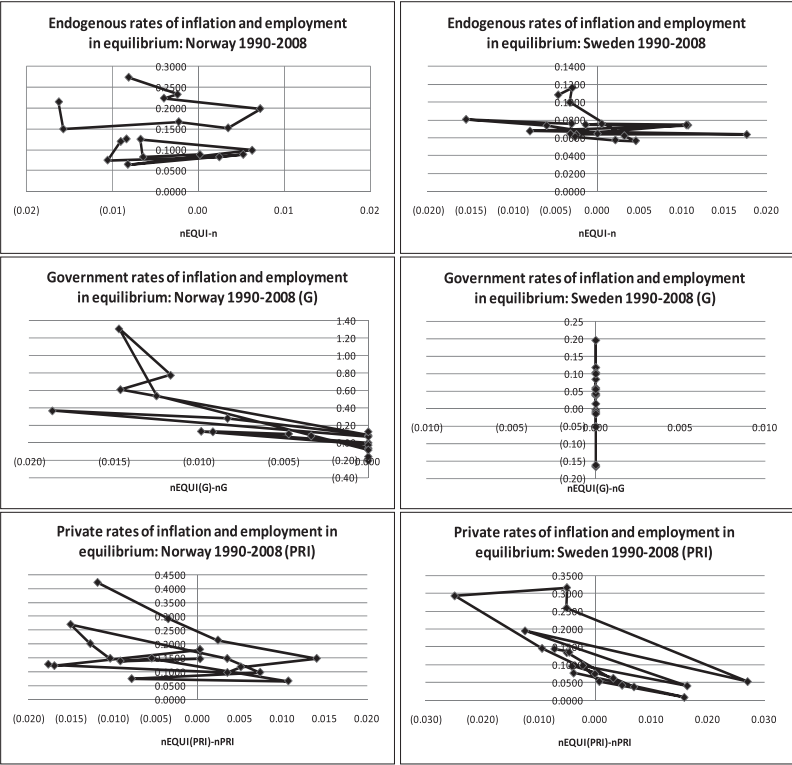 Endogenous rates of inflation and employment
in equilibrium: Norway 1990-2008
0.3000
0.2500
0.2000
0.1500
0.1000
0.0500
0.0000
(0.02) (0.01) 0.00 0.01 0.02
nEQUI-n
Endogenous rates of inflation and employment
in equilibrium: Sweden 1990-2008
0.1400
0.1200
0.1000
0.0800
0.0600
0.0400
0.0200
0.0000
(0.020) (0.015) (0.010) (0.005) 0.000 0.005 0.010 0.015 0.020
nEQUI-n
Government rates of inflation and employment
in equilibrium: Norway 1990-2008 (G)
1.40
1.20
1.00
0.80
0.60
0.40
0.20
0.00
(0.020) (0.015) (0.010) (0.005) 0.000
(0.20)
(0.40)
nEQUI(G)-nG
Government rates of inflation and employment
in equilibrium: Sweden 1990-2008 (G)
0.25
0.20
0.15
0.10
0.05
0.00
(0.010) (0.005) 0.000 0.005 0.010
(0.05)
(0.10)
(0.15)
(0.20)
nEQUI(G)-nG
Private rates of inflation and employment in
equilibrium: Norway 1990-2008 (PRI)
0.4500
0.4000
0.3500
0.3000
0.2500
0.2000
0.1500
0.1000
0.0500
0.0000
(0.020) (0.015) (0.010) (0.005) 0.000 0.005 0.010 0.015 0.020
nEQUI(PRI)-nPRI
Private rates of inflation and employment in
equilibrium: Sweden 1990-2008 (PRI)
0.3500
0.3000
0.2500
0.2000
0.1500
0.1000
0.0500
0.0000
(0.030) (0.020) (0.010) 0.000 0.010 0.020 0.030
nEQUI(PRI)-nPRI